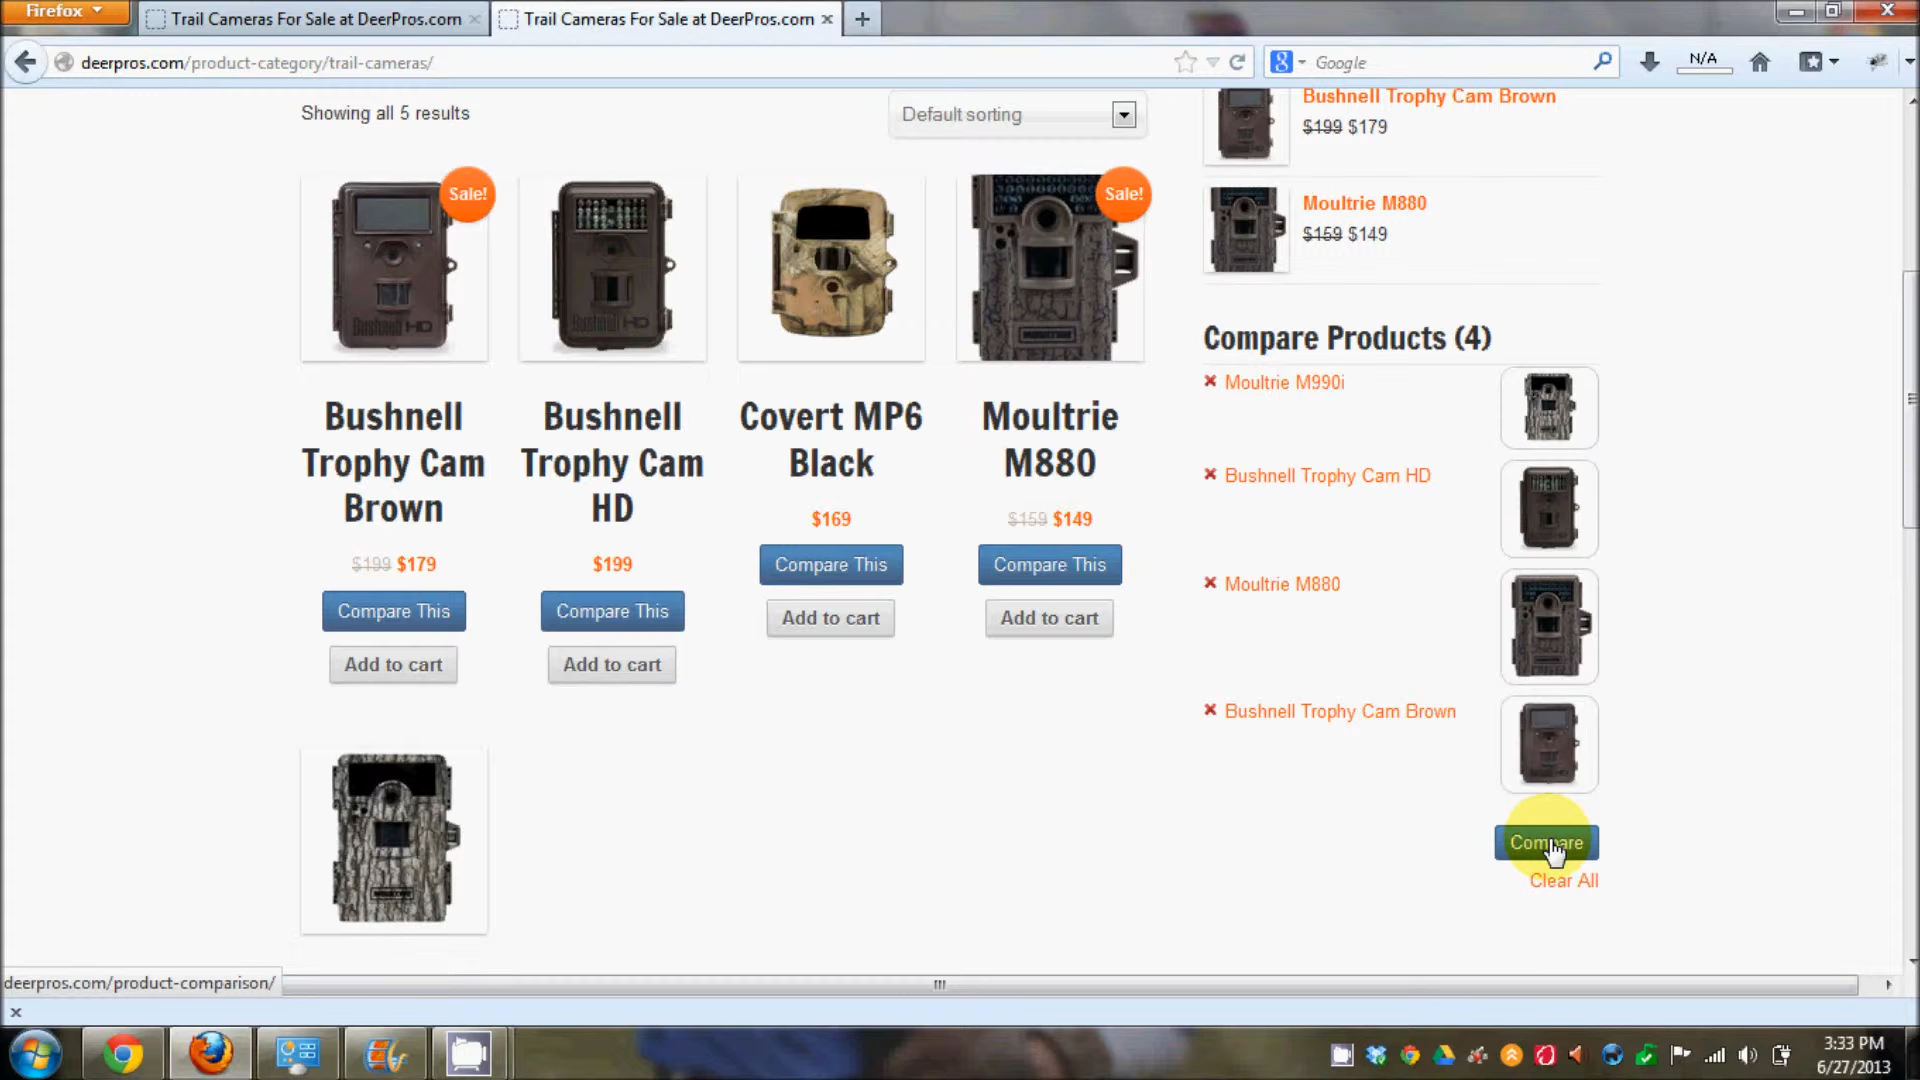 Firefox
Trail Cameras For Sale at DeerPros.com
Trail Cameras For Sale at DeerPros.com
deerpros.com/product-category/trail-cameras/
Google
N/A
Showing all 5 results
Default sorting
Bushnell Trophy Cam Brown
$199 $179
Moultrie M880
$159 $149
Sale!
Sale!
Bushnell HD
Bushnell HD
Bushnell
Trophy Cam
Brown
$199 $179
Compare This
Add to cart
Bushnell
Trophy Cam
HD
$199
Compare This
Add to cart
Covert MP6
Black
$169
Compare This
Add to cart
Moultrie
M880
$159 $149
Compare This
Add to cart
Compare Products (4)
Moultrie M990i
Bushnell Trophy Cam HD
Moultrie M880
Bushnell Trophy Cam Brown
Compare
Clear All
deerpros.com/product-comparison/
3:33 PM
6/27/2013